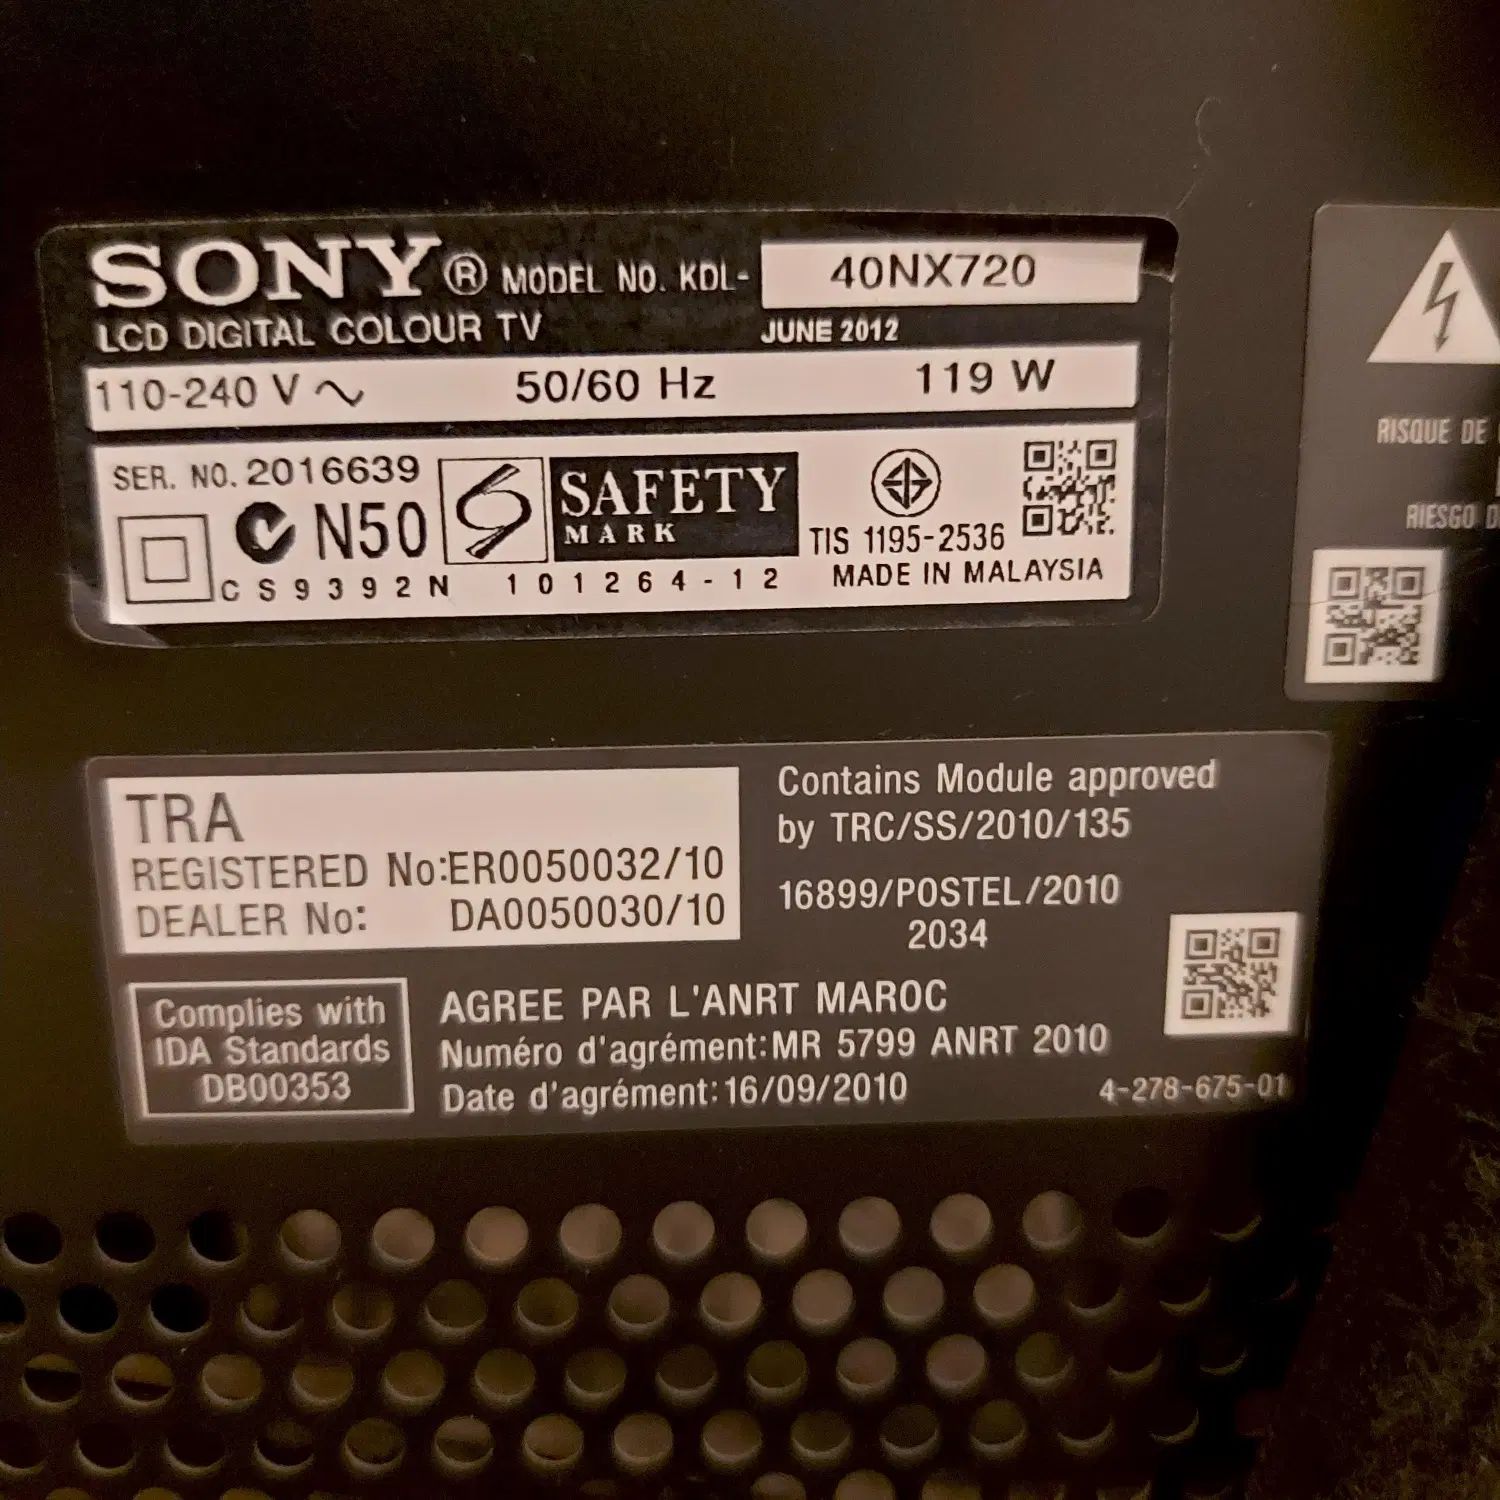 SONY® MODEL NO. KDL- 40NX720
LCD DIGITAL COLOUR TV JUNE 2012
110-240 V ~ 50/60 Hz 119 W
SER. NO. 2016639
N50
SAFETY
MARK
TIS 1195-2536
CS9392N 101264-12
MADE IN MALAYSIA
RISQUE DE
RIESGO
TRA
REGISTERED No:ER0050032/10
DEALER No: DA0050030/10
Contains Module approved
by TRC/SS/2010/135
16899/POSTEL/2010
2034
Complies with
IDA Standards
DB00353
AGREE PAR L'ANRT MAROC
Numéro d'agrément:MR 5799 ANRT 2010
Date d'agrément:16/09/2010
4-278-675-01